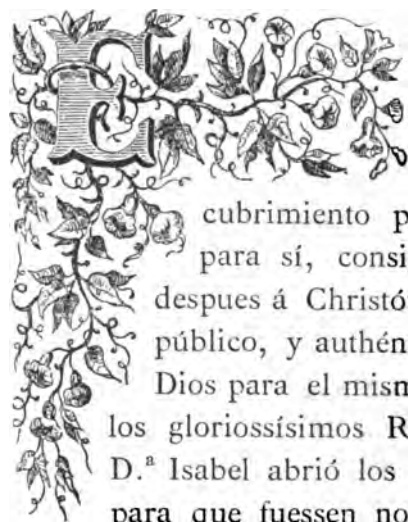 E
cubrimiento p
para sí, consi
despues á Christó
público, y authén
Dios para el mism
los gloriossísimos R
D.ª Isabel abrió los
para que fuessen no